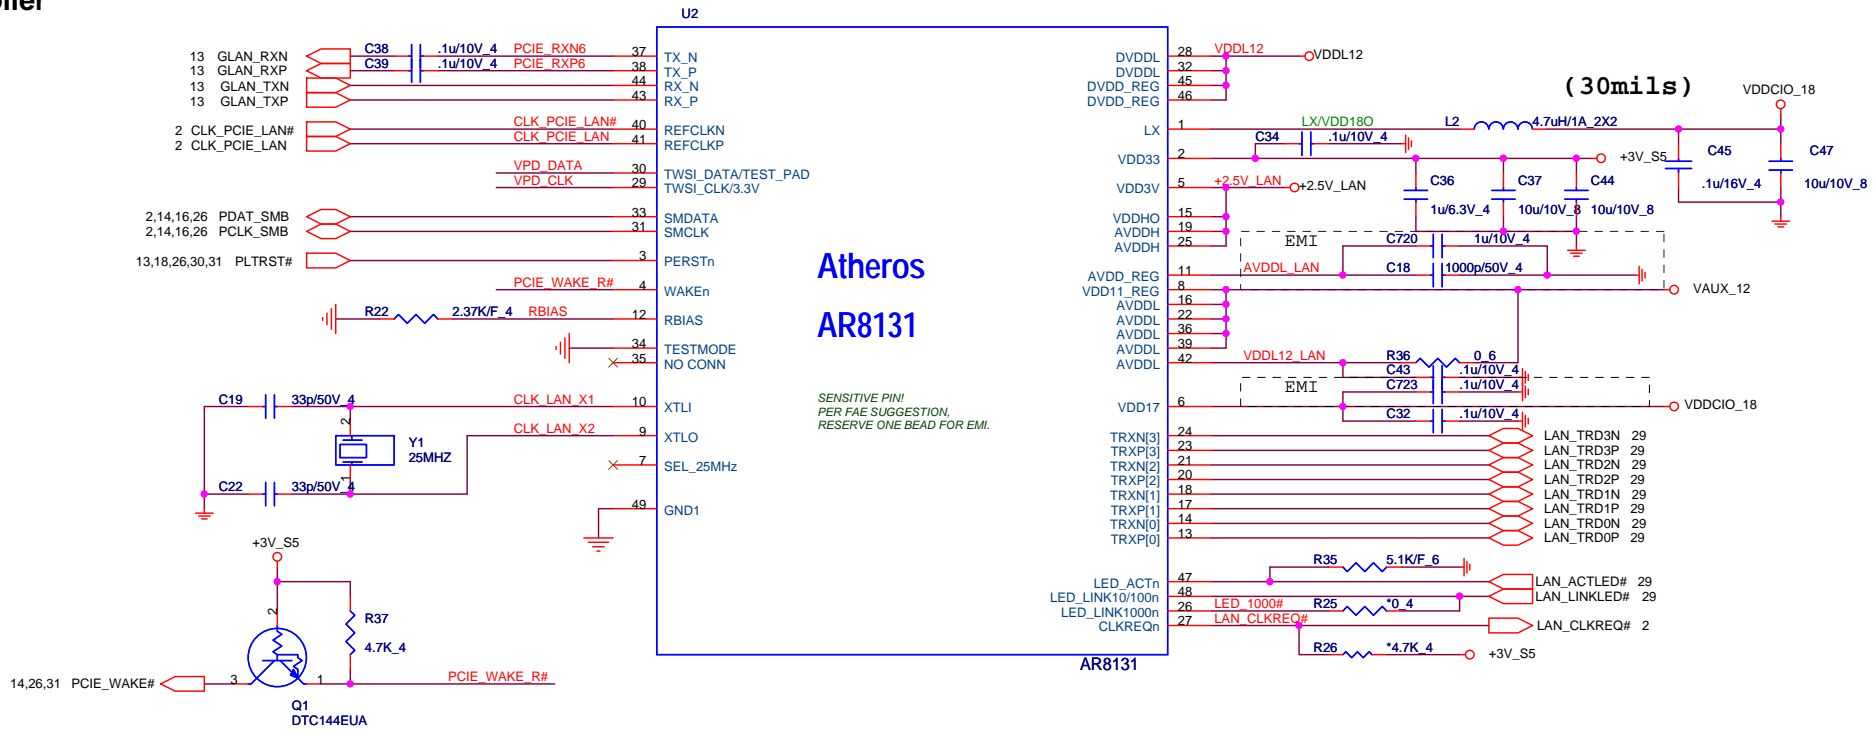 U2
13 GLAN_RXN C38 .1u/10V_4 PCIE_RXN6 37 TX_N
13 GLAN_RXP C39 .1u/10V_4 PCIE_RXP6 38 TX_P
13 GLAN_TXN 44 RX_N
13 GLAN_TXP 43 RX_P
2 CLK_PCIE_LAN# CLK_PCIE_LAN# 40 REFCLKN
2 CLK_PCIE_LAN CLK_PCIE_LAN 41 REFCLKP
VPD_DATA 30 TWSI_DATA/TEST_PAD
VPD_CLK 29 TWSI_CLK/3.3V
2,14,16,26 PDAT_SMB 33 SMDATA
2,14,16,26 PCLK_SMB 31 SMCLK
13,18,26,30,31 PLTRST# 3 PERSTn
PCIE_WAKE_R# 4 WAKEn
R22 2.37K/F_4 RBIAS 12 RBIAS
34 TESTMODE
35 NO CONN
C19 33p/50V_4 CLK_LAN_X1 10 XTLI
2
CLK_LAN_X2 9 XTLO
Y1
25MHZ
7 SEL_25MHz
1
C22 33p/50V_4
49 GND1
Atheros
AR8131
SENSITIVE PIN!
PER FAE SUGGESTION,
RESERVE ONE BEAD FOR EMI.
DVDDL 28 VDDL12 VDDL12
DVDDL 32
DVDD_REG 45
DVDD_REG 46
(30mils)
VDDCIO_18
LX 1 LX/VDD18O L2 4.7uH/1A_2X2
C34 .1u/10V_4
VDD33 2 +3V_S5
C45 .1u/16V_4
C47 10u/10V_8
VDD3V 5 +2.5V_LAN +2.5V_LAN
C36 1u/6.3V_4
C37 10u/10V_8
C44 10u/10V_8
VDDHO 15
AVDDH 19
AVDDH 25
EMI C720 1u/10V_4
AVDD_REG 11 AVDDL_LAN C18 1000p/50V_4
VDD11_REG 8 VAUX_12
AVDDL 16
AVDDL 22
AVDDL 36
AVDDL 39
AVDDL 42 VDDL12_LAN R36 0_6
C43 .1u/10V_4
EMI C723 .1u/10V_4
VDD17 6 VDDCIO_18
C32 .1u/10V_4
TRXN[3] 24 LAN_TRD3N 29
TRXP[3] 23 LAN_TRD3P 29
TRXN[2] 21 LAN_TRD2N 29
TRXP[2] 20 LAN_TRD2P 29
TRXN[1] 18 LAN_TRD1N 29
TRXP[1] 17 LAN_TRD1P 29
TRXN[0] 14 LAN_TRD0N 29
TRXP[0] 13 LAN_TRD0P 29
R35 5.1K/F_6
LED_ACTn 47 LAN_ACTLED# 29
LED_LINK10/100n 48 LAN_LINKLED# 29
LED_LINK1000n 26 LED_1000# R25 *0_4
CLKREQn 27 LAN_CLKREQ# LAN_CLKREQ# 2
R26 *4.7K_4 +3V_S5
AR8131
+3V_S5
2
R37
4.7K_4
14,26,31 PCIE_WAKE# 3 1 PCIE_WAKE_R#
Q1
DTC144EUA